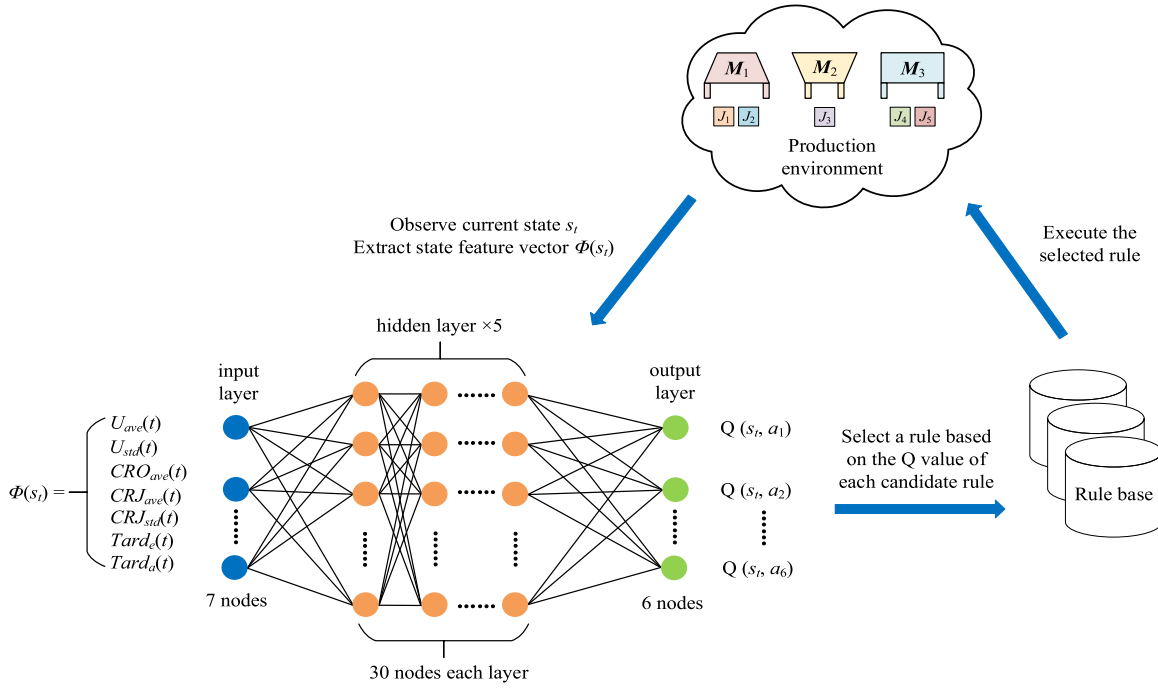 M1
M2
M3
J1
J2
J3
J4
J5
Production
environment
Observe current state st
Extract state feature vector Φ(st)
Execute the
selected rule
hidden layer ×5
input
layer
output
layer
Φ(st) =
Uave(t)
Ustd(t)
CROave(t)
CRJave(t)
CRJstd(t)
Tarde(t)
Tarda(t)
Q (st, a1)
Q (st, a2)
Q (st, a6)
Select a rule based
on the Q value of
each candidate rule
Rule base
7 nodes
6 nodes
30 nodes each layer